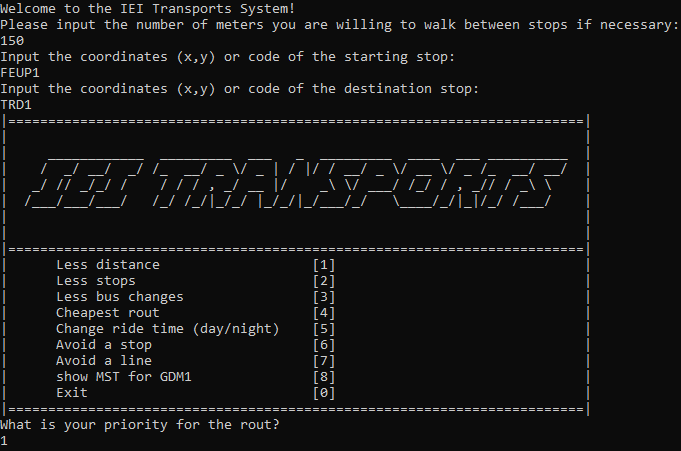 Welcome to the IEI Transports System!
Please input the number of meters you are willing to walk between stops if necessary:
150
Input the coordinates (x,y) or code of the starting stop:
FEUP1
Input the coordinates (x,y) or code of the destination stop:
TRD1
IEI TRANSPORTS
Less distance [1]
Less stops [2]
Less bus changes [3]
Cheapest rout [4]
Change ride time (day/night) [5]
Avoid a stop [6]
Avoid a line [7]
show MST for GDM1 [8]
Exit [0]
What is your priority for the rout?
1